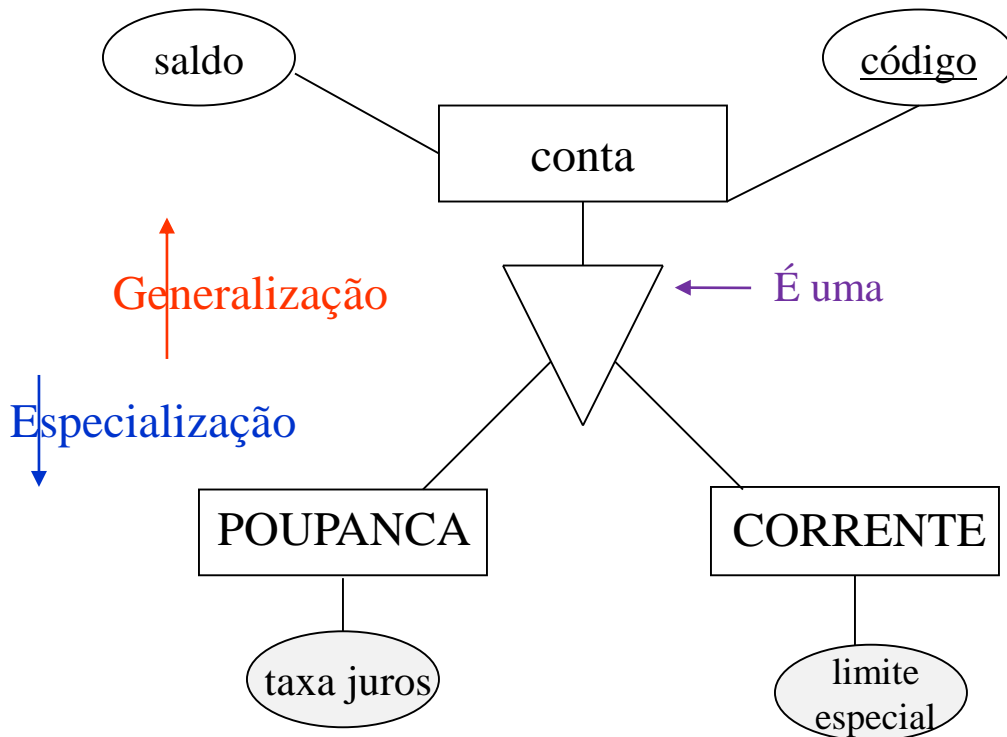 saldo
código
conta
Generalização
É uma
Especialização
POUPANCA
CORRENTE
taxa juros
limite
especial